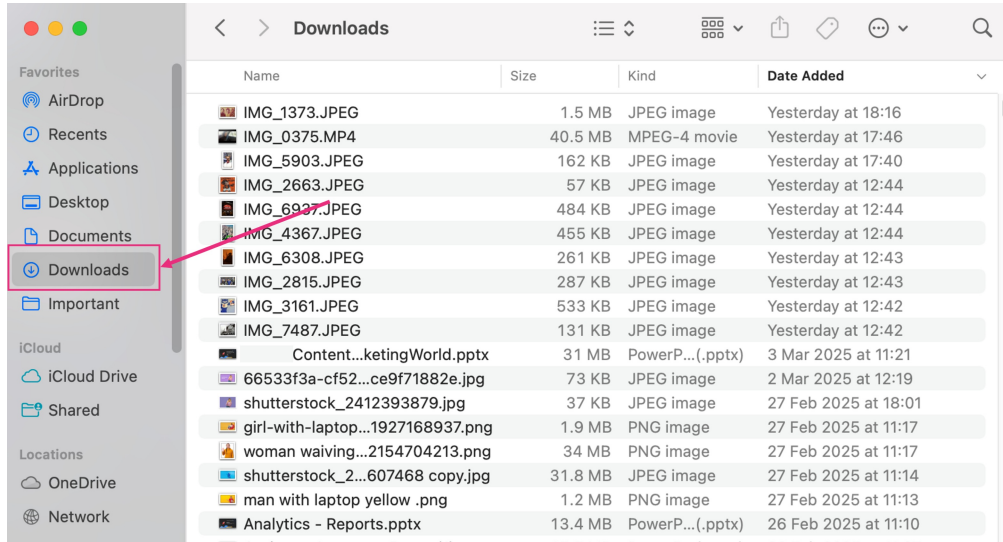 Downloads
Favorites
AirDrop
Recents
Applications
Desktop
Documents
Downloads
Important
iCloud
iCloud Drive
Shared
Locations
OneDrive
Network
Name Size Kind Date Added
IMG_1373.JPEG 1.5 MB JPEG image Yesterday at 18:16
IMG_0375.MP4 40.5 MB MPEG-4 movie Yesterday at 17:46
IMG_5903.JPEG 162 KB JPEG image Yesterday at 17:40
IMG_2663.JPEG 57 KB JPEG image Yesterday at 12:44
IMG_6937.JPEG 484 KB JPEG image Yesterday at 12:44
IMG_4367.JPEG 455 KB JPEG image Yesterday at 12:44
IMG_6308.JPEG 261 KB JPEG image Yesterday at 12:43
IMG_2815.JPEG 287 KB JPEG image Yesterday at 12:43
IMG_3161.JPEG 533 KB JPEG image Yesterday at 12:42
IMG_7487.JPEG 131 KB JPEG image Yesterday at 12:42
Content...ketingWorld.pptx 31 MB PowerP...(.pptx) 3 Mar 2025 at 11:21
66533f3a-cf52...ce9f71882e.jpg 73 KB JPEG image 2 Mar 2025 at 12:19
shutterstock_2412393879.jpg 37 KB JPEG image 27 Feb 2025 at 18:01
girl-with-laptop...1927168937.png 1.9 MB PNG image 27 Feb 2025 at 11:17
woman waiving...2154704213.png 34 MB PNG image 27 Feb 2025 at 11:17
shutterstock_2...607468 copy.jpg 31.8 MB JPEG image 27 Feb 2025 at 11:14
man with laptop yellow .png 1.2 MB PNG image 27 Feb 2025 at 11:13
Analytics - Reports.pptx 13.4 MB PowerP...(.pptx) 26 Feb 2025 at 11:10